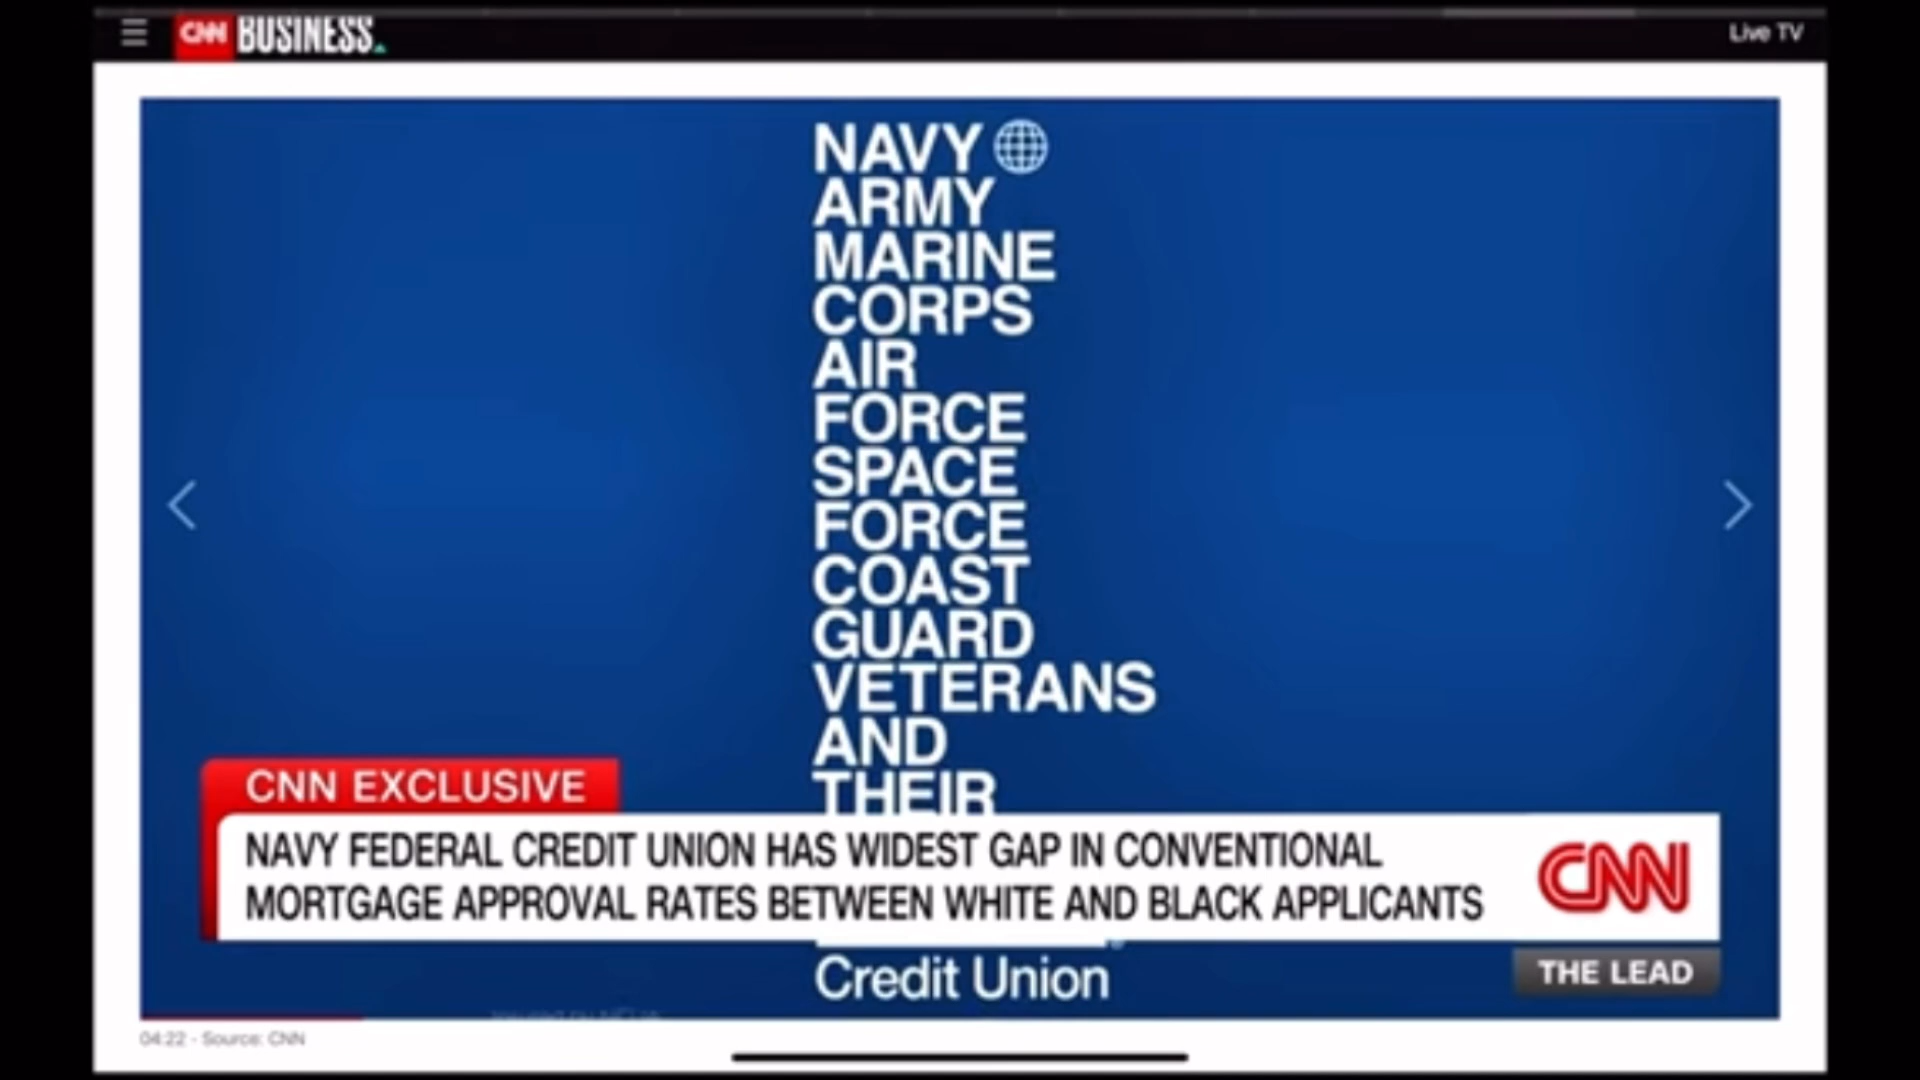 CNN BUSINESS.
Live TV
NAVY
ARMY
MARINE
CORPS
AIR
FORCE
SPACE
FORCE
COAST
GUARD
VETERANS
AND
THEIR
CNN EXCLUSIVE
NAVY FEDERAL CREDIT UNION HAS WIDEST GAP IN CONVENTIONAL
MORTGAGE APPROVAL RATES BETWEEN WHITE AND BLACK APPLICANTS
CNN
Credit Union
THE LEAD
04:22 - Source: CNN